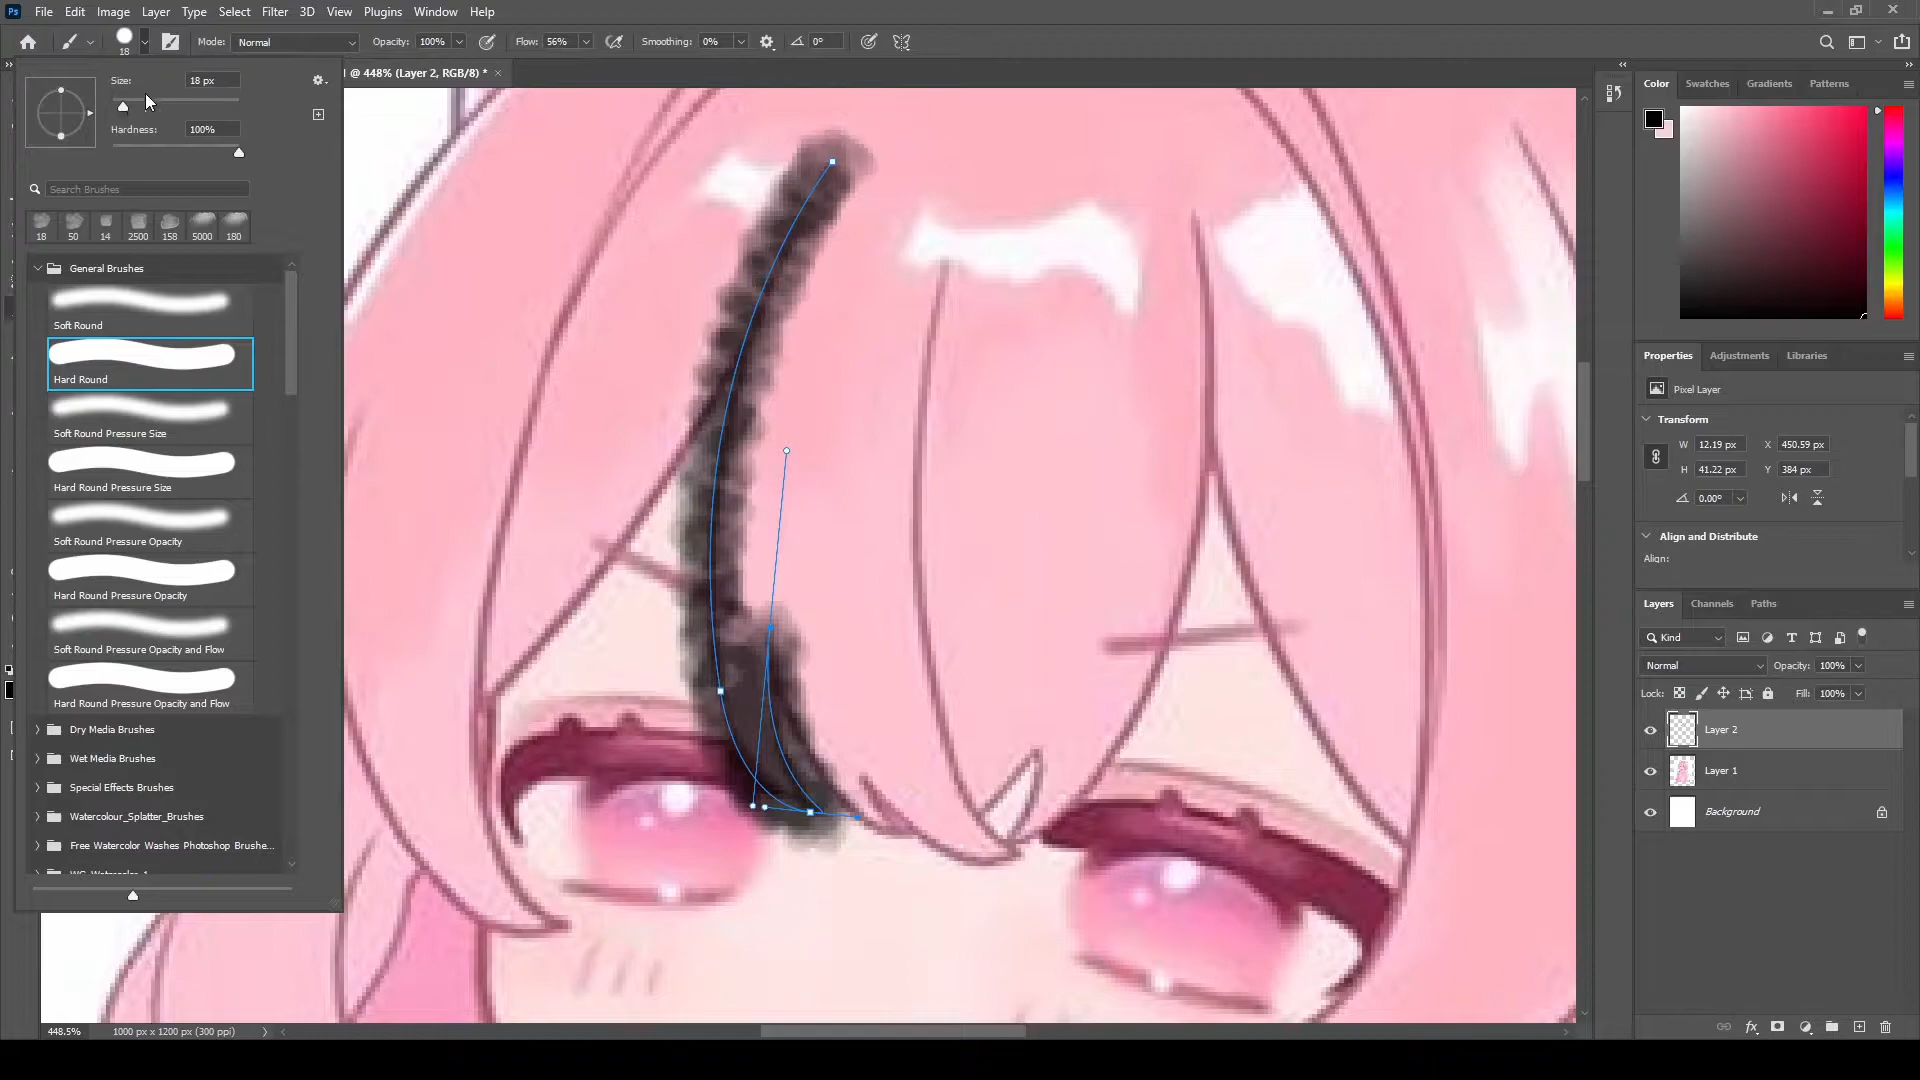 Ps File Edit Image Layer Type Select Filter 3D View Plugins Window Help
18 Mode: Normal Opacity: 100% Flow: 56% Smoothing: 0% 0°
@ 448% (Layer 2, RGB/8) * ×
Size: 18 px
Hardness: 100%
Search Brushes
18 50 14 2500 158 5000 180
General Brushes
Soft Round
Hard Round
Soft Round Pressure Size
Hard Round Pressure Size
Soft Round Pressure Opacity
Hard Round Pressure Opacity
Soft Round Pressure Opacity and Flow
Hard Round Pressure Opacity and Flow
Dry Media Brushes
Wet Media Brushes
Special Effects Brushes
Watercolour_Splatter_Brushes
Free Watercolor Washes Photoshop Brushe...
448.5% 1000 px x 1200 px (300 ppi)
Color Swatches Gradients Patterns
Properties Adjustments Libraries
Pixel Layer
Transform
W 12.19 px X 450.59 px
H 41.22 px Y 384 px
0.00°
Align and Distribute
Align:
Layers Channels Paths
Kind
Normal Opacity: 100%
Lock: Fill: 100%
Layer 2
Layer 1
Background
fx